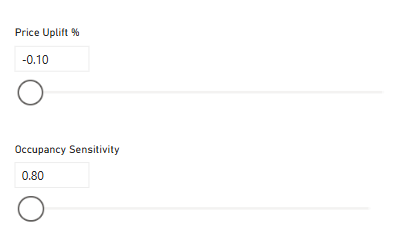 Price Uplift %
-0.10
Occupancy Sensitivity
0.80